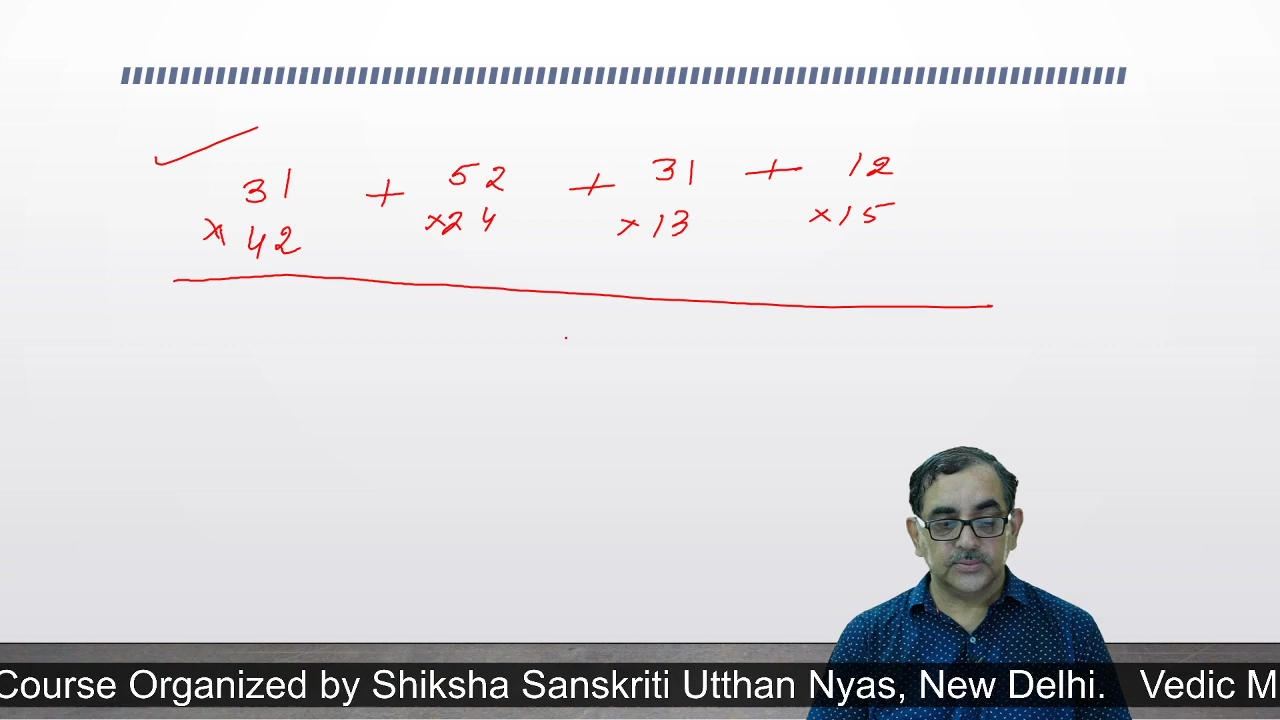 31 + 52 + 31 + 12
×42 ×24 ×13 ×15
Course Organized by Shiksha Sanskriti Utthan Nyas, New Delhi. Vedic M